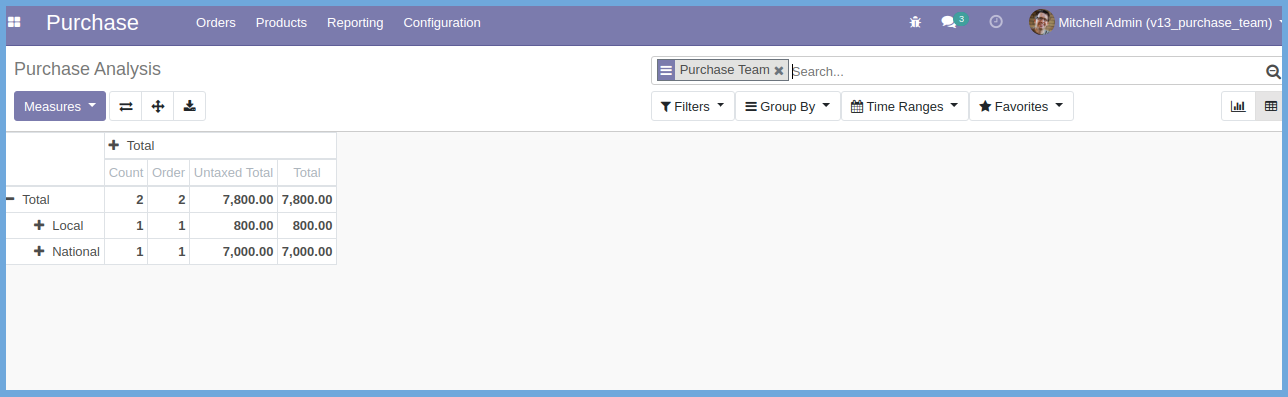 Purchase Orders Products Reporting Configuration 3 Mitchell Admin (v13_purchase_team)
Purchase Analysis
Purchase Team Search...
Measures Filters Group By Time Ranges Favorites
Total
Count Order Untaxed Total Total
Total 2 2 7,800.00 7,800.00
Local 1 1 800.00 800.00
National 1 1 7,000.00 7,000.00